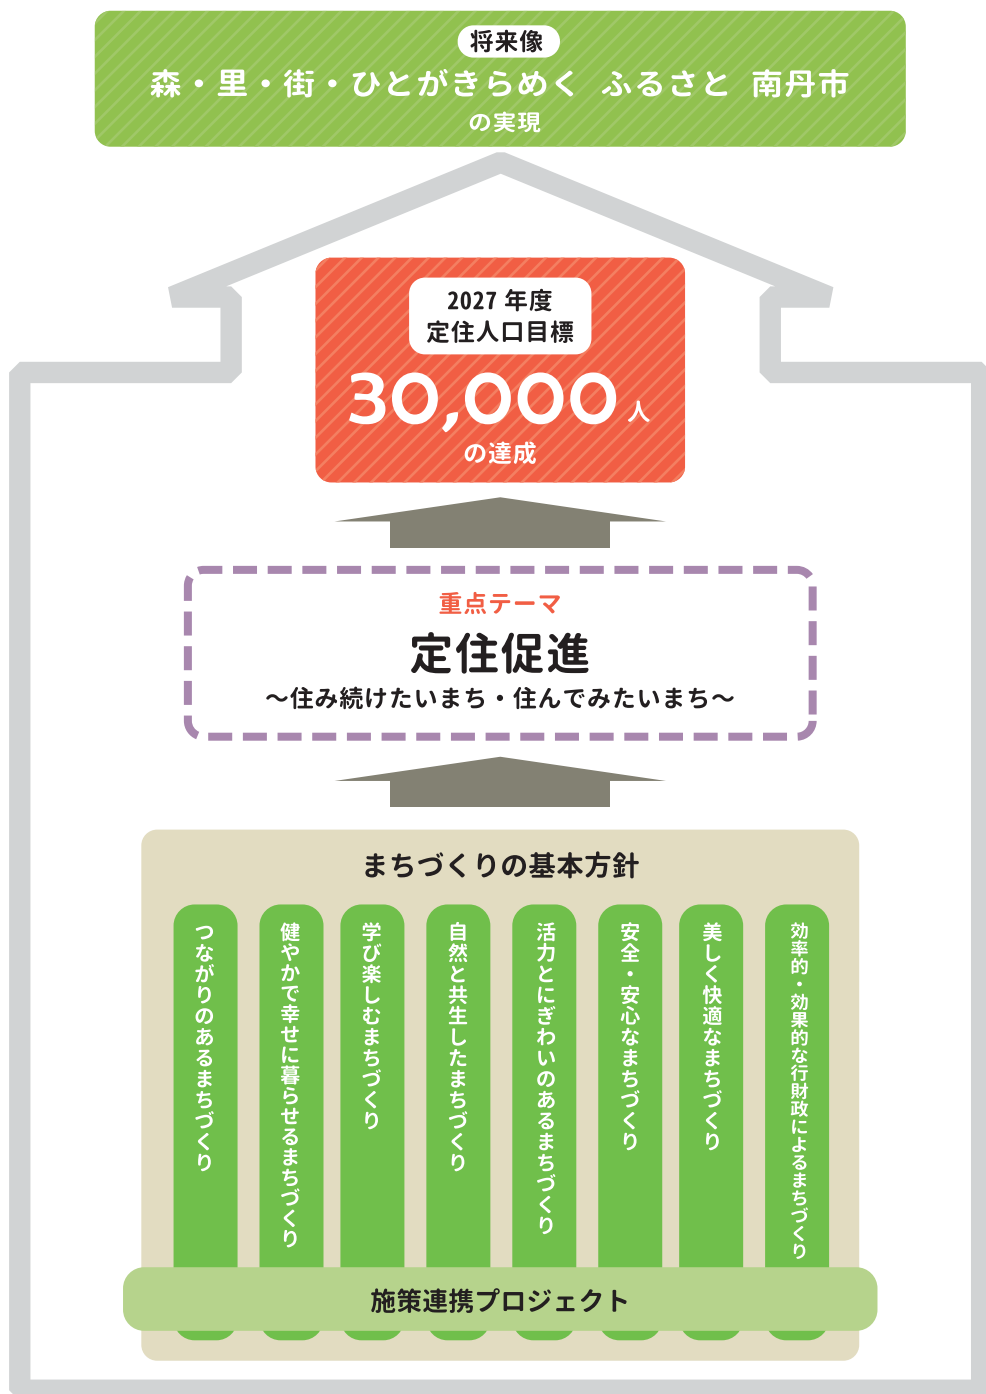 将来像
森・里・街・ひとがきらめく ふるさと 南丹市
の実現
2027 年度
定住人口目標
30,000 人
の達成
重点テーマ
定住促進
～住み続けたいまち・住んでみたいまち～
まちづくりの基本方針
つながりのあるまちづくり
健やかで幸せに暮らせるまちづくり
学び楽しむまちづくり
自然と共生したまちづくり
活力とにぎわいのあるまちづくり
安全・安心なまちづくり
美しく快適なまちづくり
効率的・効果的な行財政によるまちづくり
施策連携プロジェクト